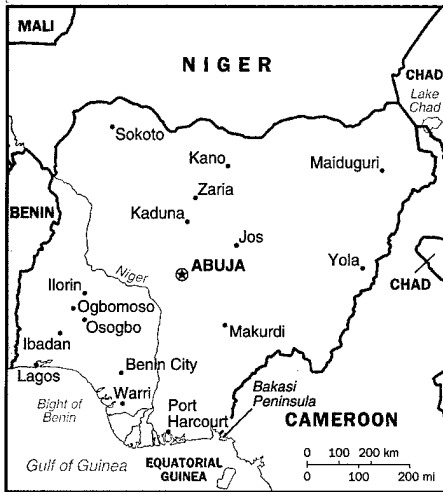 MALI
NIGER
CHAD
Lake
Chad
Sokoto
Kano
Maiduguri
Zaria
BENIN
Kaduna
Jos
Niger
ABUJA
Yola
CHAD
Ilorin
Ogbomoso
Osogbo
Ibadan
Makurdi
Lagos
Benin City
Bight of
Benin
Warri
Port
Harcourt
Bakasi
Peninsula
CAMEROON
Gulf of Guinea
EQUATORIAL
GUINEA
0 100 200 km
0 100 200 mi